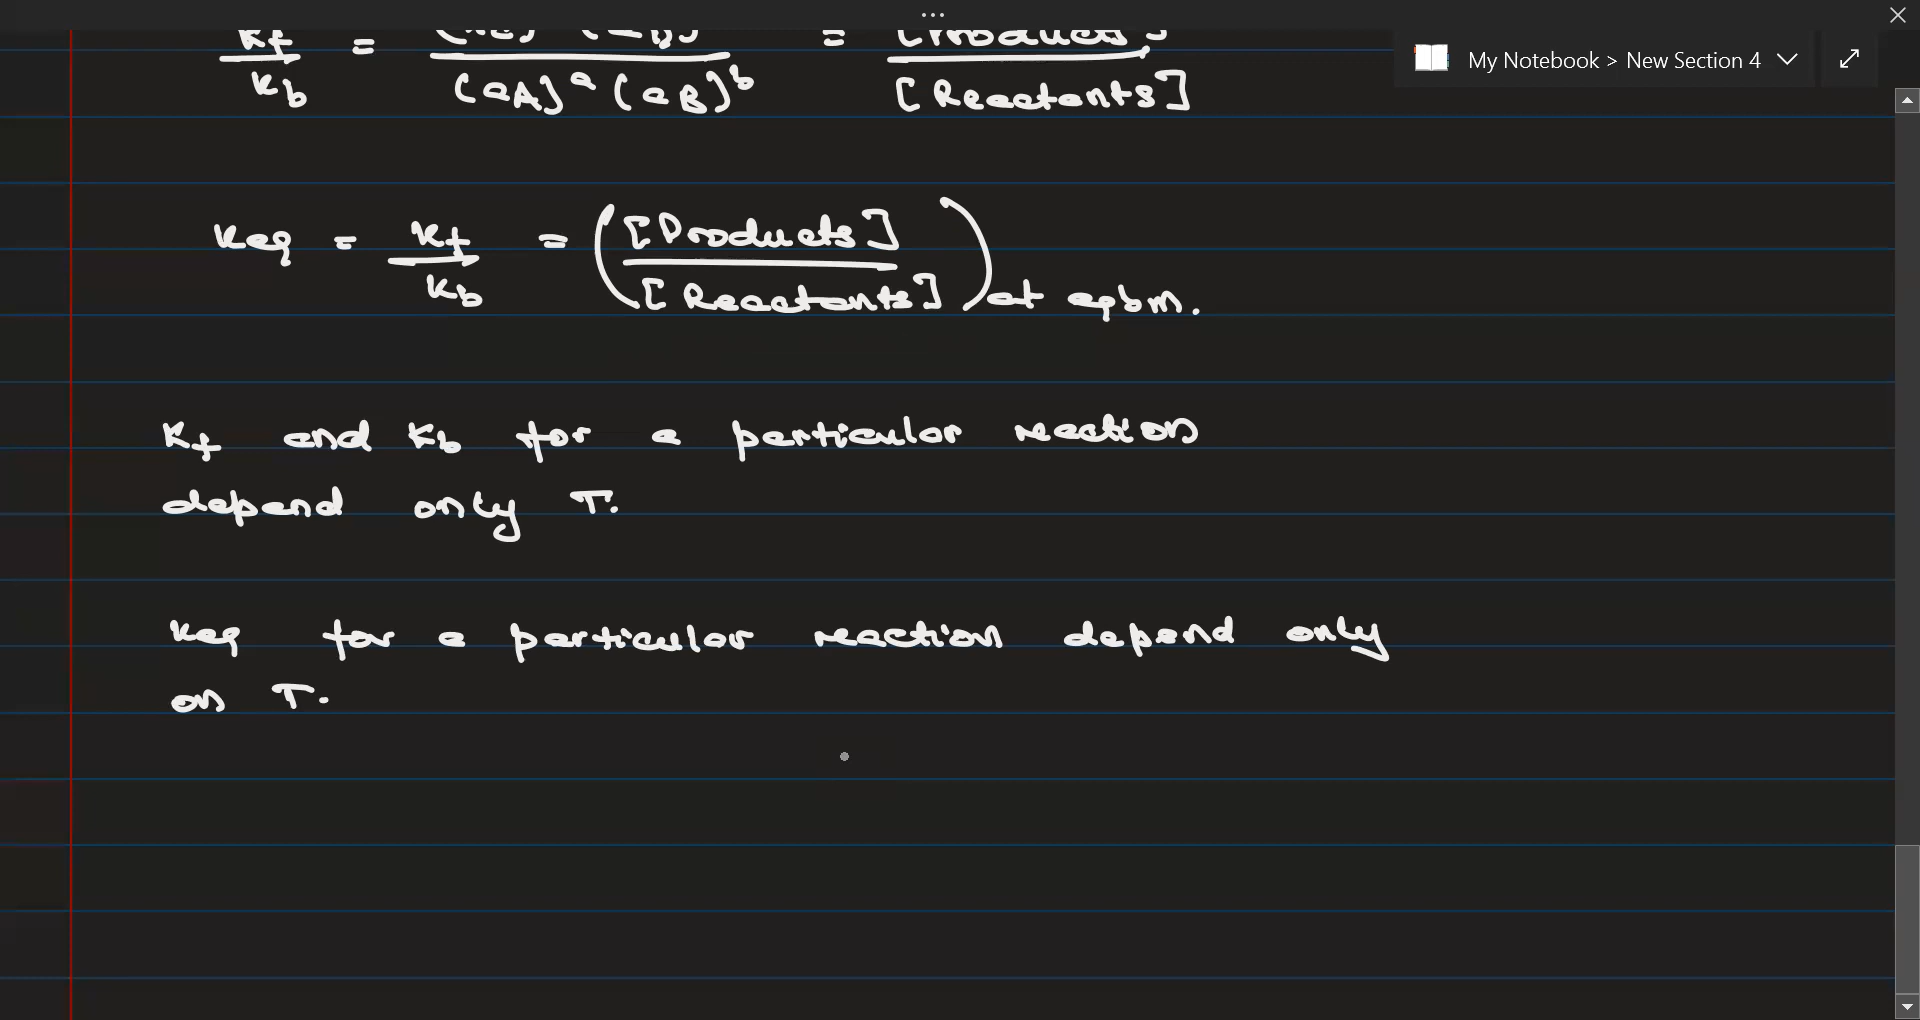 ...
My Notebook > New Section 4
Kf / Kb = / (aA)^a (aB)^b = [Products] / [Reactants]
Keq = Kf / Kb = ([Products] / [Reactants]) at eqbm.
Kf and Kb for a particular reaction
depend only T.
Keq for a particular reaction depend only
on T.